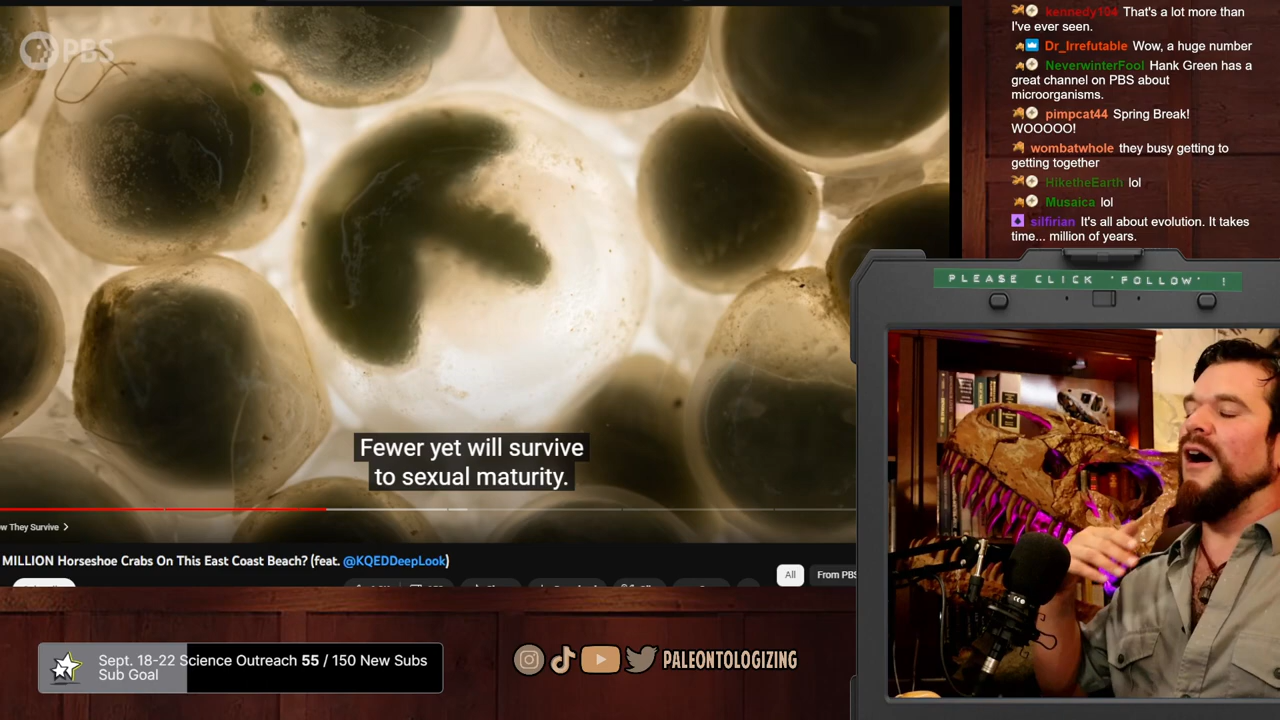 PBS
kennedy104 That's a lot more than
I've ever seen.
Dr_Irrefutable Wow, a huge number
NeverwinterFool Hank Green has a
great channel on PBS about
microorganisms.
pimpcat44 Spring Break!
WOOOOO!
wombatwhole they busy getting to
getting together
HiketheEarth lol
Musaica lol
silfirian It's all about evolution. It takes
time... million of years.
PLEASE CLICK "FOLLOW" !
Fewer yet will survive
to sexual maturity.
w They Survive >
MILLION Horseshoe Crabs On This East Coast Beach? (feat. @KQEDDeepLook)
All
From PBS
Sept. 18-22 Science Outreach 55 / 150 New Subs
Sub Goal
PALEONTOLOGIZING